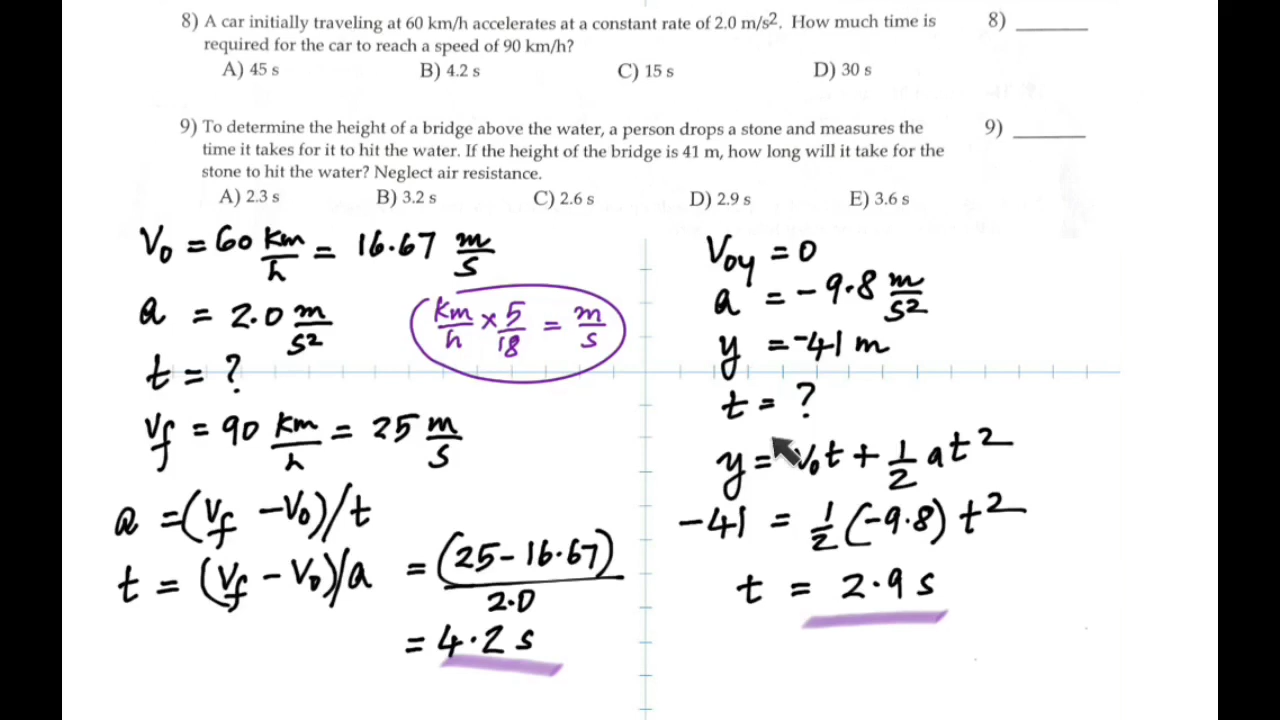 8) A car initially traveling at 60 km/h accelerates at a constant rate of 2.0 m/s². How much time is
required for the car to reach a speed of 90 km/h?
8) ______
A) 45 s B) 4.2 s C) 15 s D) 30 s
9) To determine the height of a bridge above the water, a person drops a stone and measures the
time it takes for it to hit the water. If the height of the bridge is 41 m, how long will it take for the
stone to hit the water? Neglect air resistance.
9) ______
A) 2.3 s B) 3.2 s C) 2.6 s D) 2.9 s E) 3.6 s
V₀ = 60 km/h = 16.67 m/s
a = 2.0 m/s²
km/h × 5/18 = m/s
t = ?
Vf = 90 km/h = 25 m/s
a = (Vf - V₀)/t
t = (Vf - V₀)/a = (25 - 16.67)/2.0
= 4.2 s
V₀y = 0
a = -9.8 m/s²
y = -41 m
t = ?
y = V₀t + 1/2 at²
-41 = 1/2 (-9.8) t²
t = 2.9 s